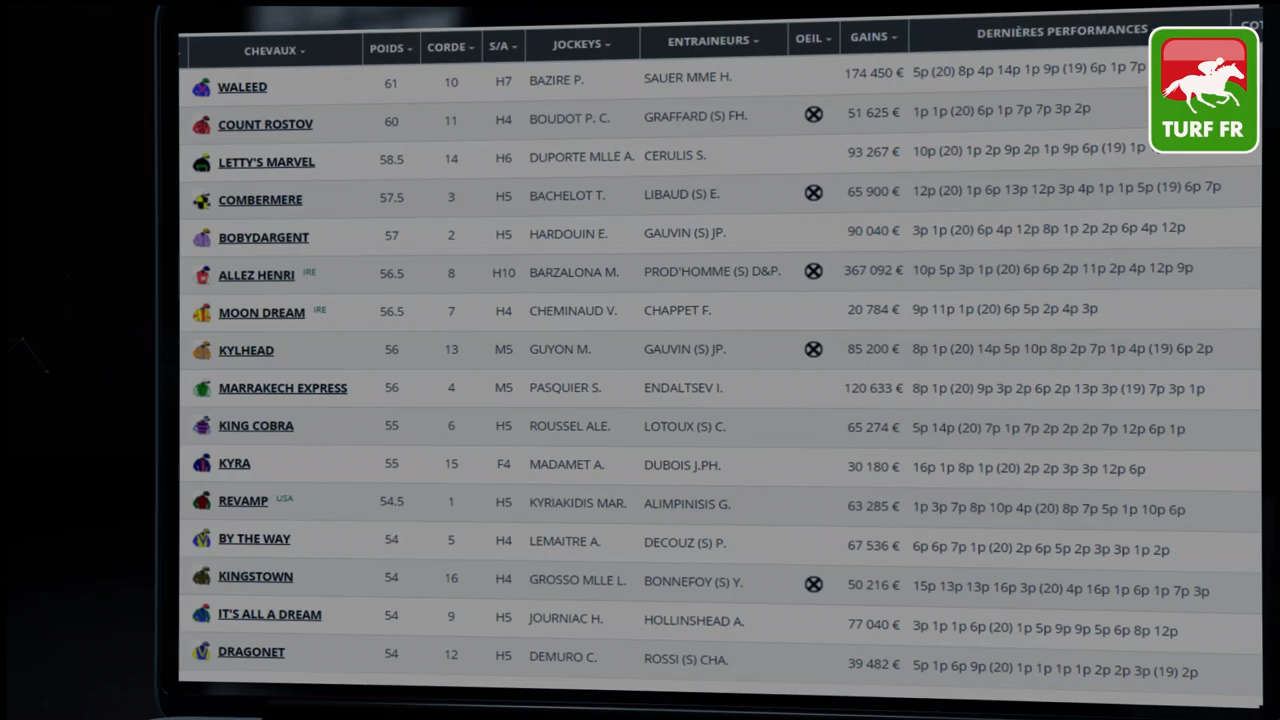 CHEVAUX POIDS CORDE S/A JOCKEYS ENTRAINEURS OEIL GAINS DERNIÈRES PERFORMANCES
WALEED 61 10 H7 BAZIRE P. SAUER MME H. 174 450 € 5p (20) 8p 4p 14p 1p 9p (19) 6p 1p 7p
COUNT ROSTOV 60 11 H4 BOUDOT P. C. GRAFFARD (S) FH. 51 625 € 1p 1p (20) 6p 1p 7p 7p 3p 2p
LETTY'S MARVEL 58.5 14 H6 DUPORTE MLLE A. CERULIS S. 93 267 € 10p (20) 1p 2p 9p 2p 1p 9p 6p (19) 1p
COMBERMERE 57.5 3 H5 BACHELOT T. LIBAUD (S) E. 65 900 € 12p (20) 1p 6p 13p 12p 3p 4p 1p 1p 5p (19) 6p 7p
BOBYDARGENT 57 2 H5 HARDOUIN E. GAUVIN (S) JP. 90 040 € 3p 1p (20) 6p 4p 12p 8p 1p 2p 2p 6p 4p 12p
ALLEZ HENRI IRE 56.5 8 H10 BARZALONA M. PROD'HOMME (S) D&P. 367 092 € 10p 5p 3p 1p (20) 6p 6p 2p 11p 2p 4p 12p 9p
MOON DREAM IRE 56.5 7 H4 CHEMINAUD V. CHAPPET F. 20 784 € 9p 11p 1p (20) 6p 5p 2p 4p 3p
KYLHEAD 56 13 M5 GUYON M. GAUVIN (S) JP. 85 200 € 8p 1p (20) 14p 5p 10p 8p 2p 7p 1p 4p (19) 6p 2p
MARRAKECH EXPRESS 56 4 M5 PASQUIER S. ENDALTSEV I. 120 633 € 8p 1p (20) 9p 3p 2p 6p 2p 13p 3p (19) 7p 3p 1p
KING COBRA 55 6 H5 ROUSSEL ALE. LOTOUX (S) C. 65 274 € 5p 14p (20) 7p 1p 7p 2p 2p 2p 7p 12p 6p 1p
KYRA 55 15 F4 MADAMET A. DUBOIS J.PH. 30 180 € 16p 1p 8p 1p (20) 2p 2p 3p 3p 12p 6p
REVAMP USA 54.5 1 H5 KYRIAKIDIS MAR. ALIMPINISIS G. 63 285 € 1p 3p 7p 8p 10p 4p (20) 8p 7p 5p 1p 10p 6p
BY THE WAY 54 5 H4 LEMAITRE A. DECOUZ (S) P. 67 536 € 6p 6p 7p 1p (20) 2p 6p 5p 2p 3p 3p 1p 2p
KINGSTOWN 54 16 H4 GROSSO MLLE L. BONNEFOY (S) Y. 50 216 € 15p 13p 13p 16p 3p (20) 4p 16p 1p 6p 1p 7p 3p
IT'S ALL A DREAM 54 9 H5 JOURNIAC H. HOLLINSHEAD A. 77 040 € 3p 1p 1p 6p (20) 1p 5p 9p 9p 5p 6p 8p 12p
DRAGONET 54 12 H5 DEMURO C. ROSSI (S) CHA. 39 482 € 5p 1p 6p 9p (20) 1p 1p 1p 1p 2p 2p 3p (19) 2p
TURF FR